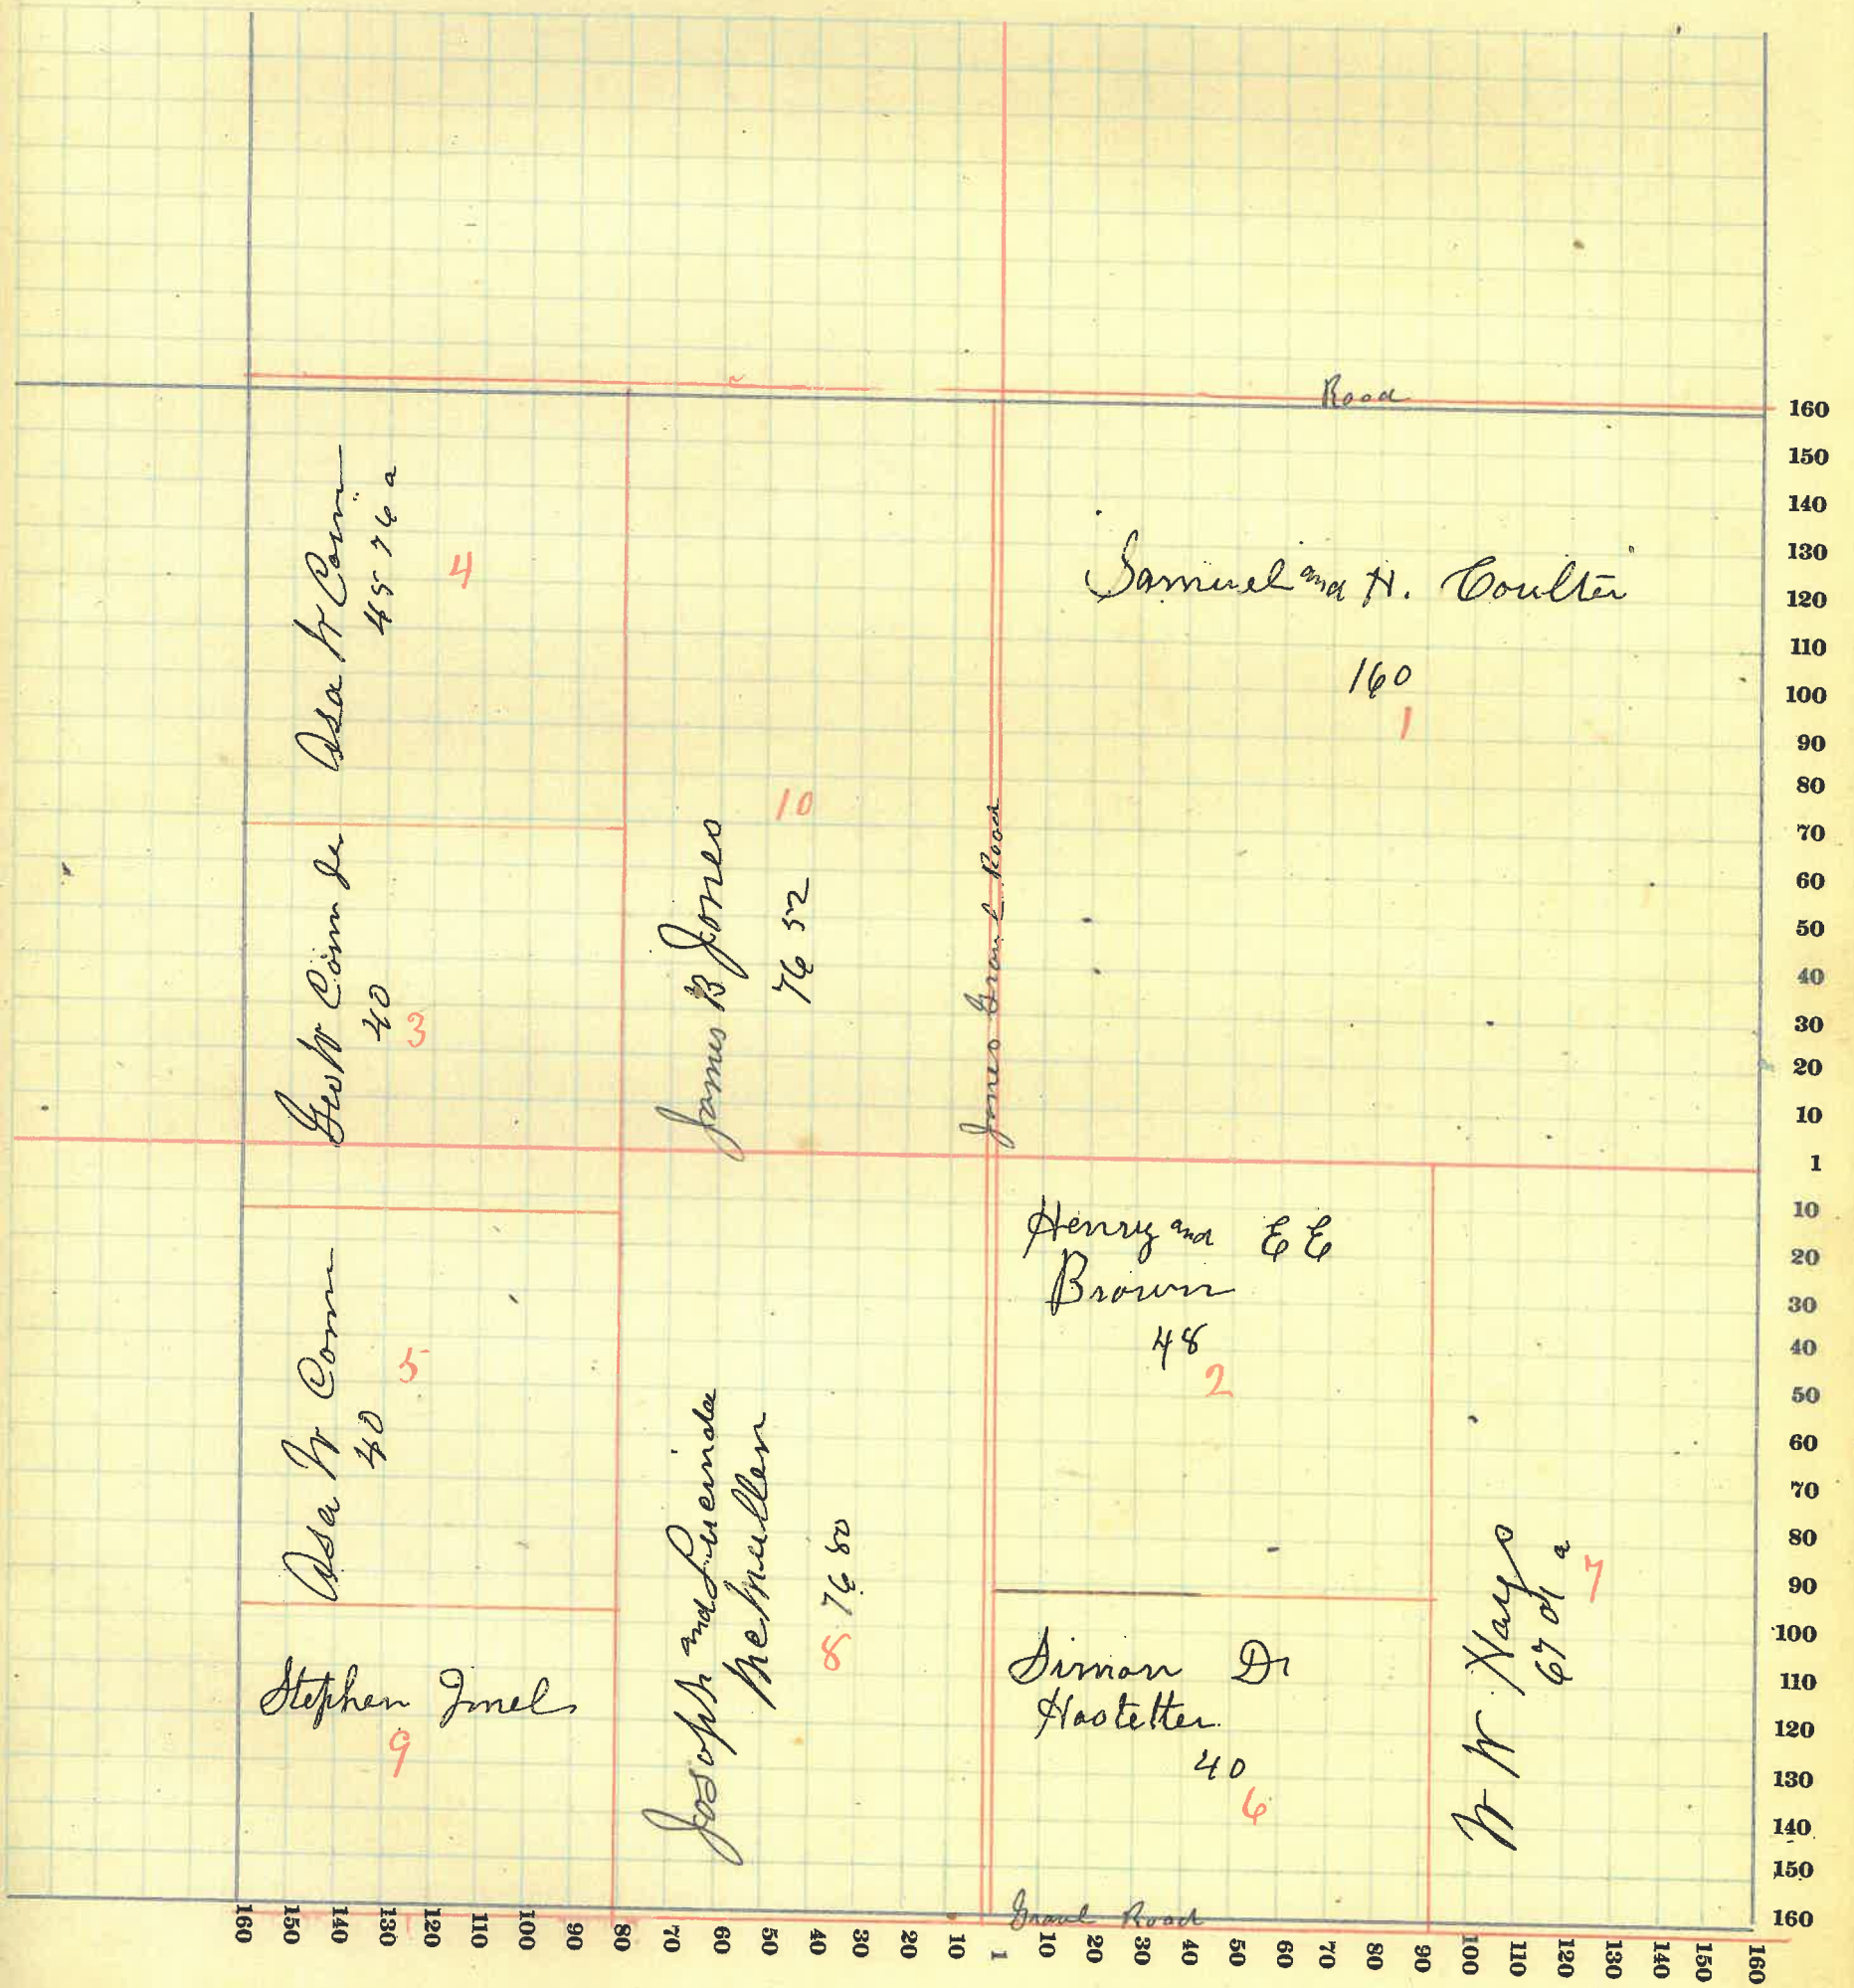 Road
Asa W Conn
45 76 a
4
Samuel and H. Coulter
160
1
Geo W Conn Jr
40
3
James B Jones
76 52
10
Jones Gravel Road
Henry and E E
Brown
48
2
Asa W Conn
40
5
Joseph and Lucinda
McMullen
76 80
8
W W Hays
67 01 a
7
Stephen Imel
9
Simon D
Hostetter
40
6
Gravel Road
160
150
140
130
120
110
100
90
80
70
60
50
40
30
20
10
1
10
20
30
40
50
60
70
80
90
100
110
120
130
140
150
160
160 150 140 130 120 110 100 90 80 70 60 50 40 30 20 10 1 10 20 30 40 50 60 70 80 90 100 110 120 130 140 150 160